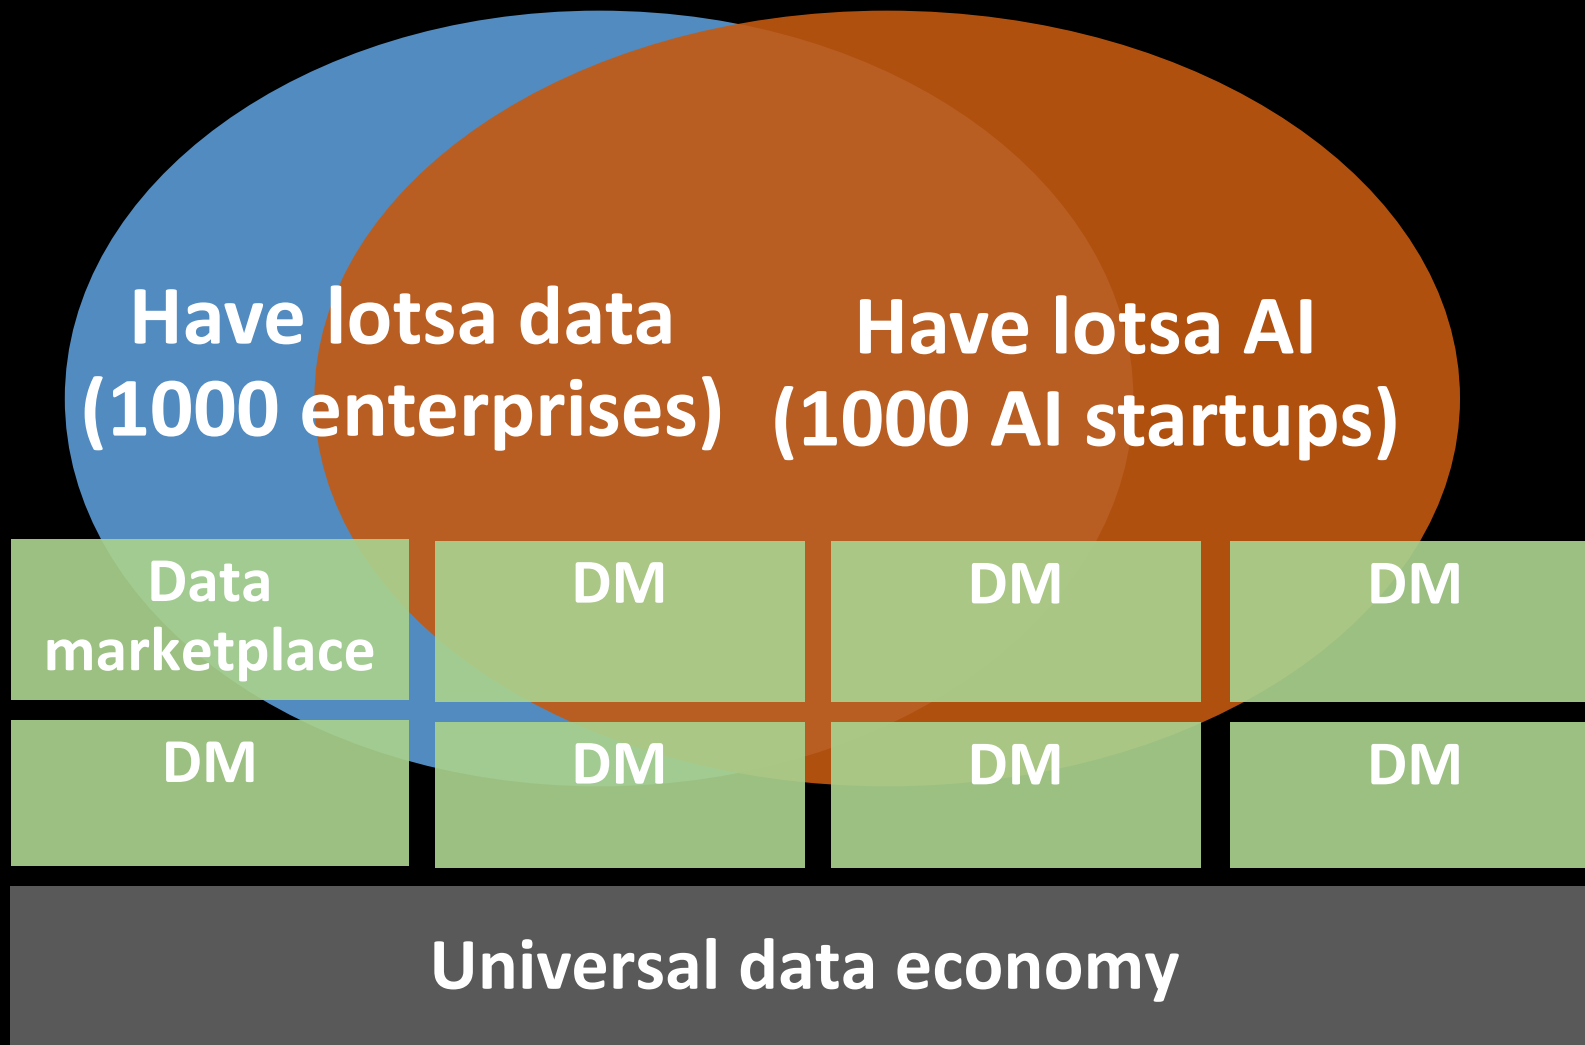 Have lotsa data
(1000 enterprises)
Have lotsa AI
(1000 AI startups)
Data
marketplace
DM
DM
DM
DM
DM
DM
DM
Universal data economy